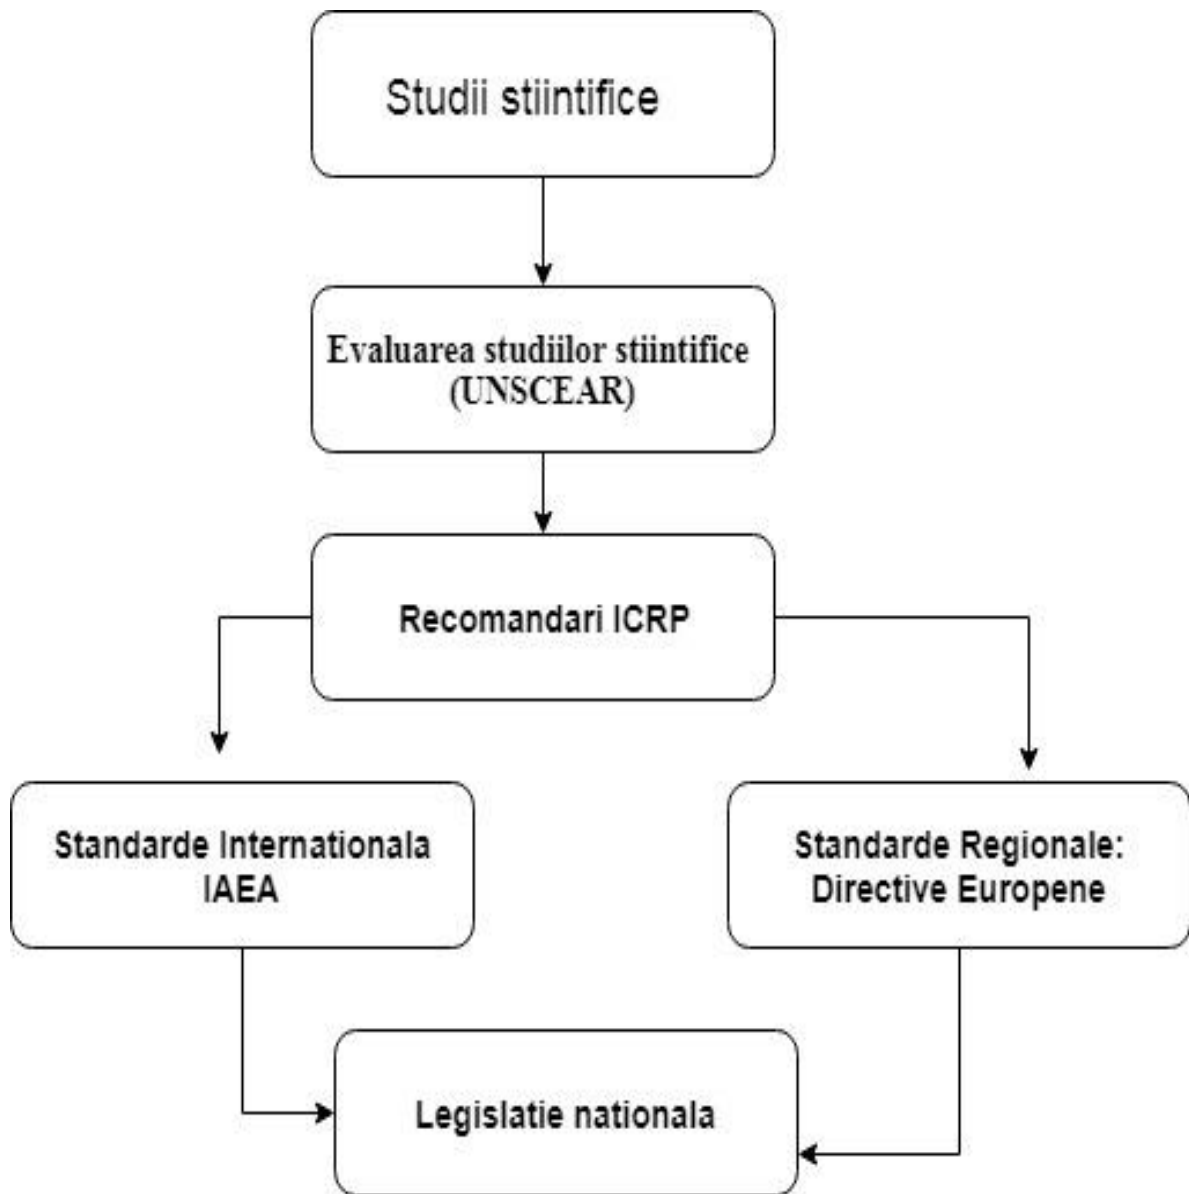 Studii stiintifice
Evaluarea studiilor stiintifice
(UNSCEAR)
Recomandari ICRP
Standarde Internationala
IAEA
Standarde Regionale:
Directive Europene
Legislatie nationala